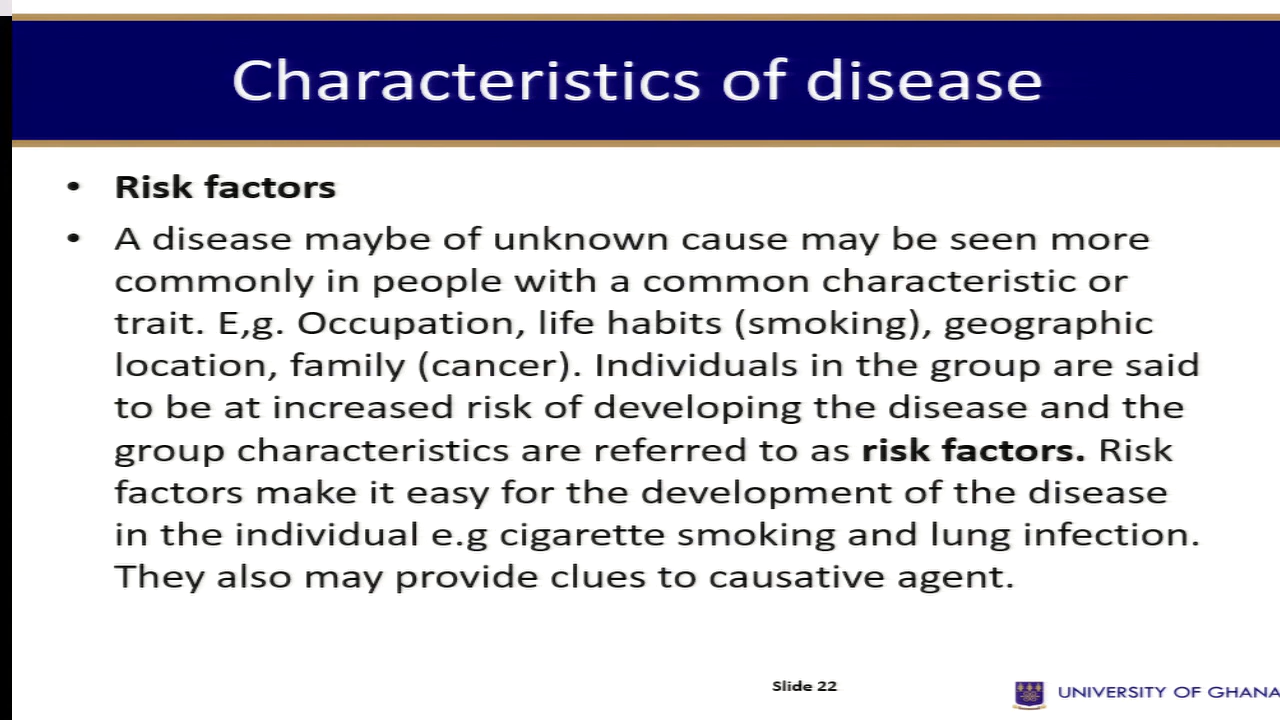 Characteristics of disease
• Risk factors
• A disease maybe of unknown cause may be seen more
commonly in people with a common characteristic or
trait. E,g. Occupation, life habits (smoking), geographic
location, family (cancer). Individuals in the group are said
to be at increased risk of developing the disease and the
group characteristics are referred to as risk factors. Risk
factors make it easy for the development of the disease
in the individual e.g cigarette smoking and lung infection.
They also may provide clues to causative agent.
Slide 22
UNIVERSITY OF GHANA